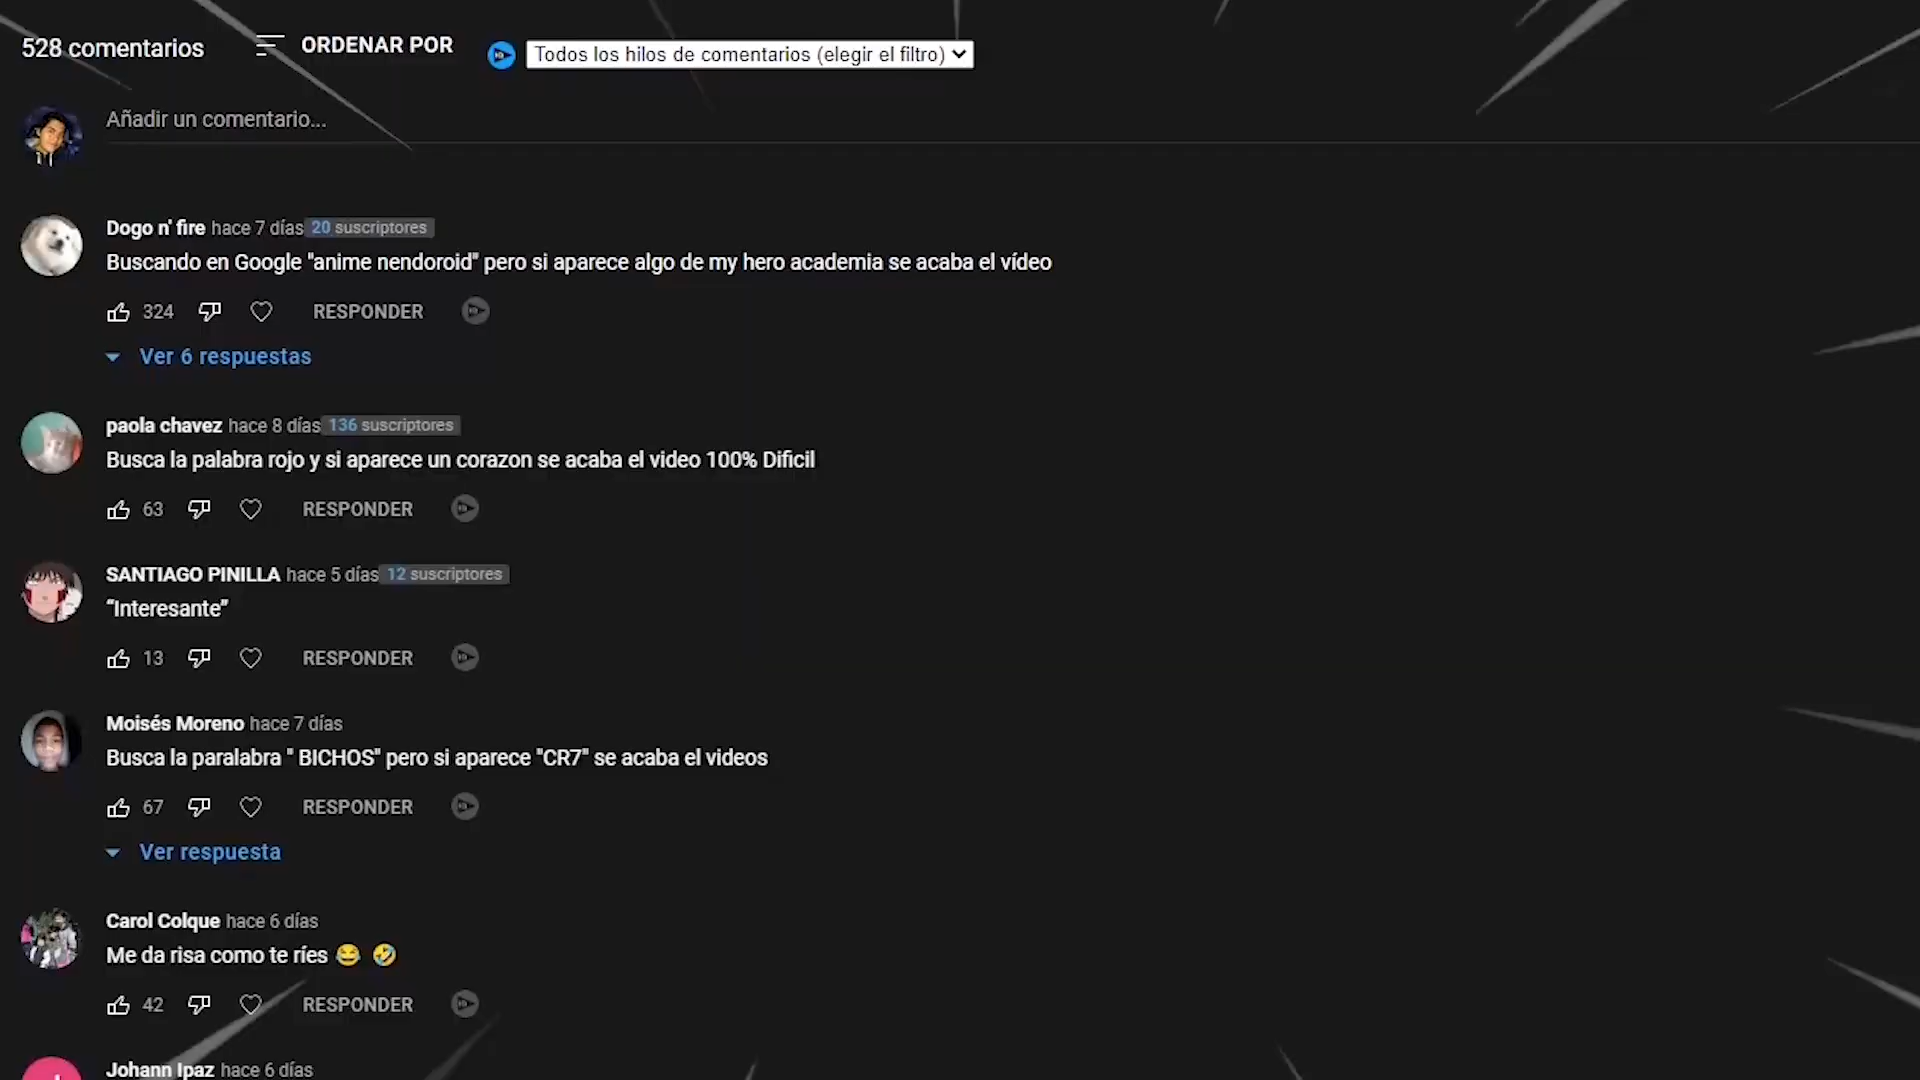 528 comentarios
ORDENAR POR
Todos los hilos de comentarios (elegir el filtro)
Añadir un comentario...
Dogo n' fire hace 7 días 20 suscriptores
Buscando en Google "anime nendoroid" pero si aparece algo de my hero academia se acaba el vídeo
324 RESPONDER
Ver 6 respuestas
paola chavez hace 8 días 136 suscriptores
Busca la palabra rojo y si aparece un corazon se acaba el video 100% Dificil
63 RESPONDER
SANTIAGO PINILLA hace 5 días 12 suscriptores
“Interesante”
13 RESPONDER
Moisés Moreno hace 7 días
Busca la paralabra " BICHOS" pero si aparece "CR7" se acaba el videos
67 RESPONDER
Ver respuesta
Carol Colque hace 6 días
Me da risa como te ríes 😂 🤣
42 RESPONDER
Johann Ipaz hace 6 días